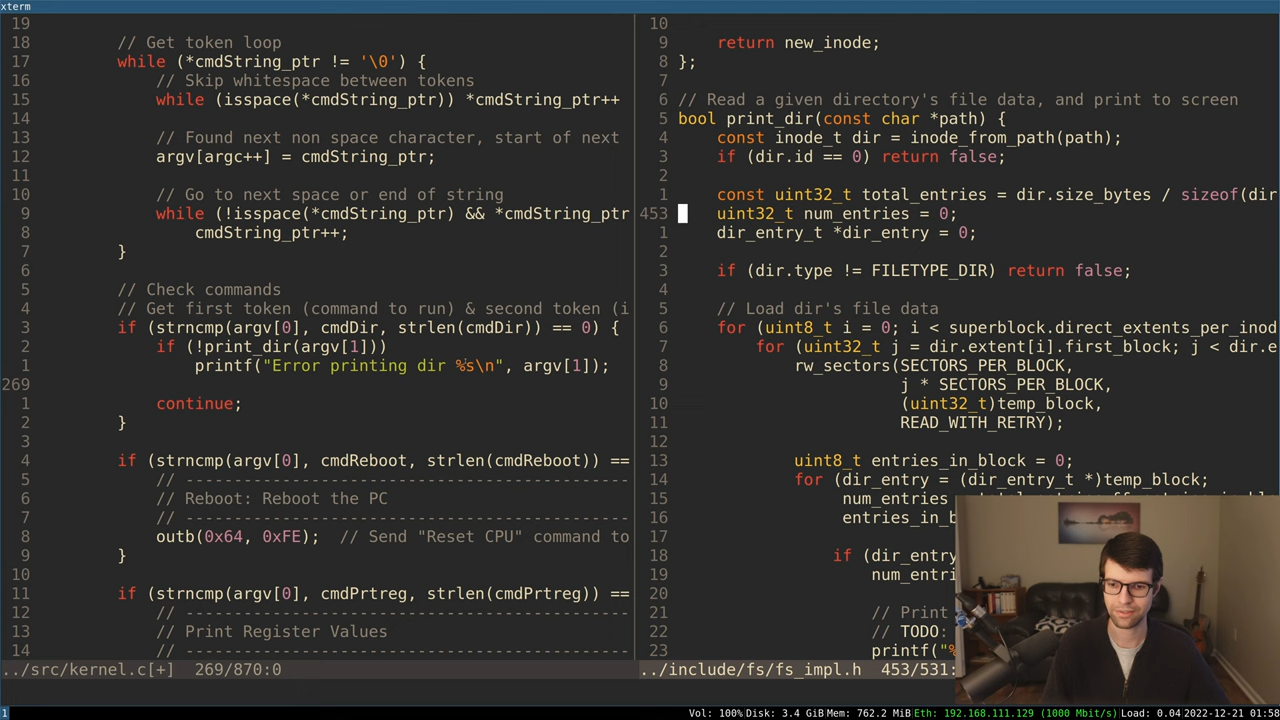 xterm
19
18 // Get token loop
17 while (*cmdString_ptr != '\0') {
16 // Skip whitespace between tokens
15 while (isspace(*cmdString_ptr)) *cmdString_ptr++
14
13 // Found next non space character, start of next
12 argv[argc++] = cmdString_ptr;
11
10 // Go to next space or end of string
9 while (!isspace(*cmdString_ptr) && *cmdString_ptr
8 cmdString_ptr++;
7 }
6
5 // Check commands
4 // Get first token (command to run) & second token (i
3 if (strncmp(argv[0], cmdDir, strlen(cmdDir)) == 0) {
2 if (!print_dir(argv[1]))
1 printf("Error printing dir %s\n", argv[1]);
269
1 continue;
2 }
3
4 if (strncmp(argv[0], cmdReboot, strlen(cmdReboot)) ==
5 // --------------------------------------------------
6 // Reboot: Reboot the PC
7 // --------------------------------------------------
8 outb(0x64, 0xFE); // Send "Reset CPU" command to
9 }
10
11 if (strncmp(argv[0], cmdPrtreg, strlen(cmdPrtreg)) ==
12 // --------------------------------------------------
13 // Print Register Values
14 // --------------------------------------------------
../src/kernel.c[+] 269/870:0
10
9 return new_inode;
8 };
7
6 // Read a given directory's file data, and print to screen
5 bool print_dir(const char *path) {
4 const inode_t dir = inode_from_path(path);
3 if (dir.id == 0) return false;
2
1 const uint32_t total_entries = dir.size_bytes / sizeof(dir
453 uint32_t num_entries = 0;
1 dir_entry_t *dir_entry = 0;
2
3 if (dir.type != FILETYPE_DIR) return false;
4
5 // Load dir's file data
6 for (uint8_t i = 0; i < superblock.direct_extents_per_inod
7 for (uint32_t j = dir.extent[i].first_block; j < dir.e
8 rw_sectors(SECTORS_PER_BLOCK,
9 j * SECTORS_PER_BLOCK,
10 (uint32_t)temp_block,
11 READ_WITH_RETRY);
12
13 uint8_t entries_in_block = 0;
14 for (dir_entry = (dir_entry_t *)temp_block;
15 num_entries
16 entries_in_b
17
18 if (dir_entry
19 num_entri
20
21 // Print
22 // TODO:
23 printf("%
../include/fs/fs_impl.h 453/531:
1 Vol: 100% Disk: 3.4 GiB Mem: 762.2 MiB Eth: 192.168.111.129 (1000 Mbit/s) Load: 0.04 2022-12-21 01:58